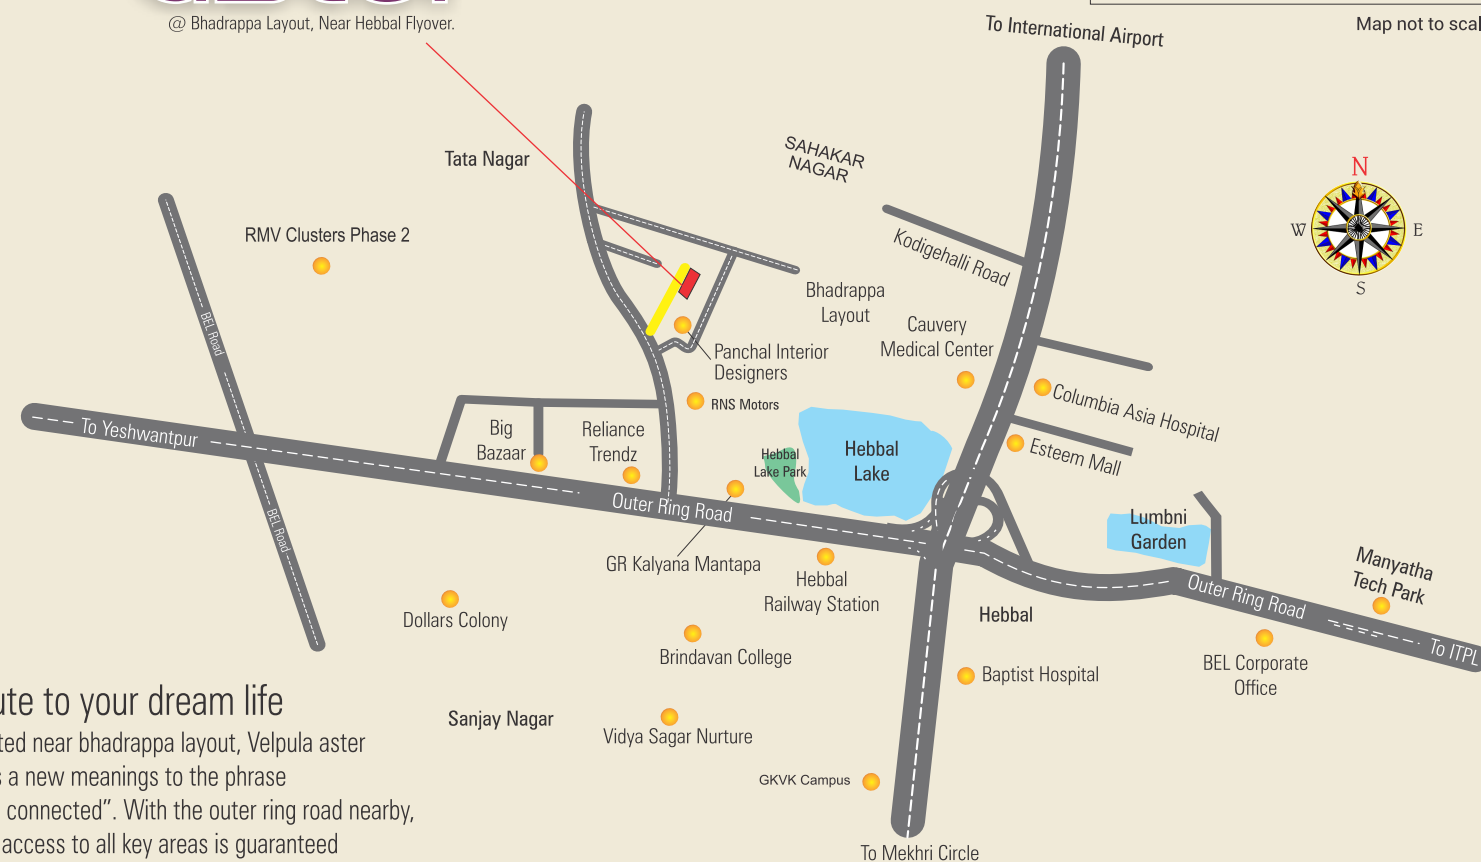 @ Bhadrappa Layout, Near Hebbal Flyover.
To International Airport
Map not to scal
Tata Nagar
SAHAKAR
NAGAR
N
W
E
S
RMV Clusters Phase 2
Kodigehalli Road
Bhadrappa
Layout
Cauvery
Medical Center
BEL Road
Panchal Interior
Designers
RNS Motors
Columbia Asia Hospital
To Yeshwantpur
Big
Bazaar
Reliance
Trendz
Hebbal
Lake Park
Hebbal
Lake
Esteem Mall
Outer Ring Road
BEL Road
GR Kalyana Mantapa
Hebbal
Railway Station
Lumbni
Garden
Manyatha
Tech Park
Outer Ring Road
To ITPL
Dollars Colony
Hebbal
Brindavan College
Baptist Hospital
BEL Corporate
Office
Sanjay Nagar
Vidya Sagar Nurture
GKVK Campus
To Mekhri Circle
ute to your dream life
ted near bhadrappa layout, Velpula aster
s a new meanings to the phrase
connected”. With the outer ring road nearby,
access to all key areas is guaranteed